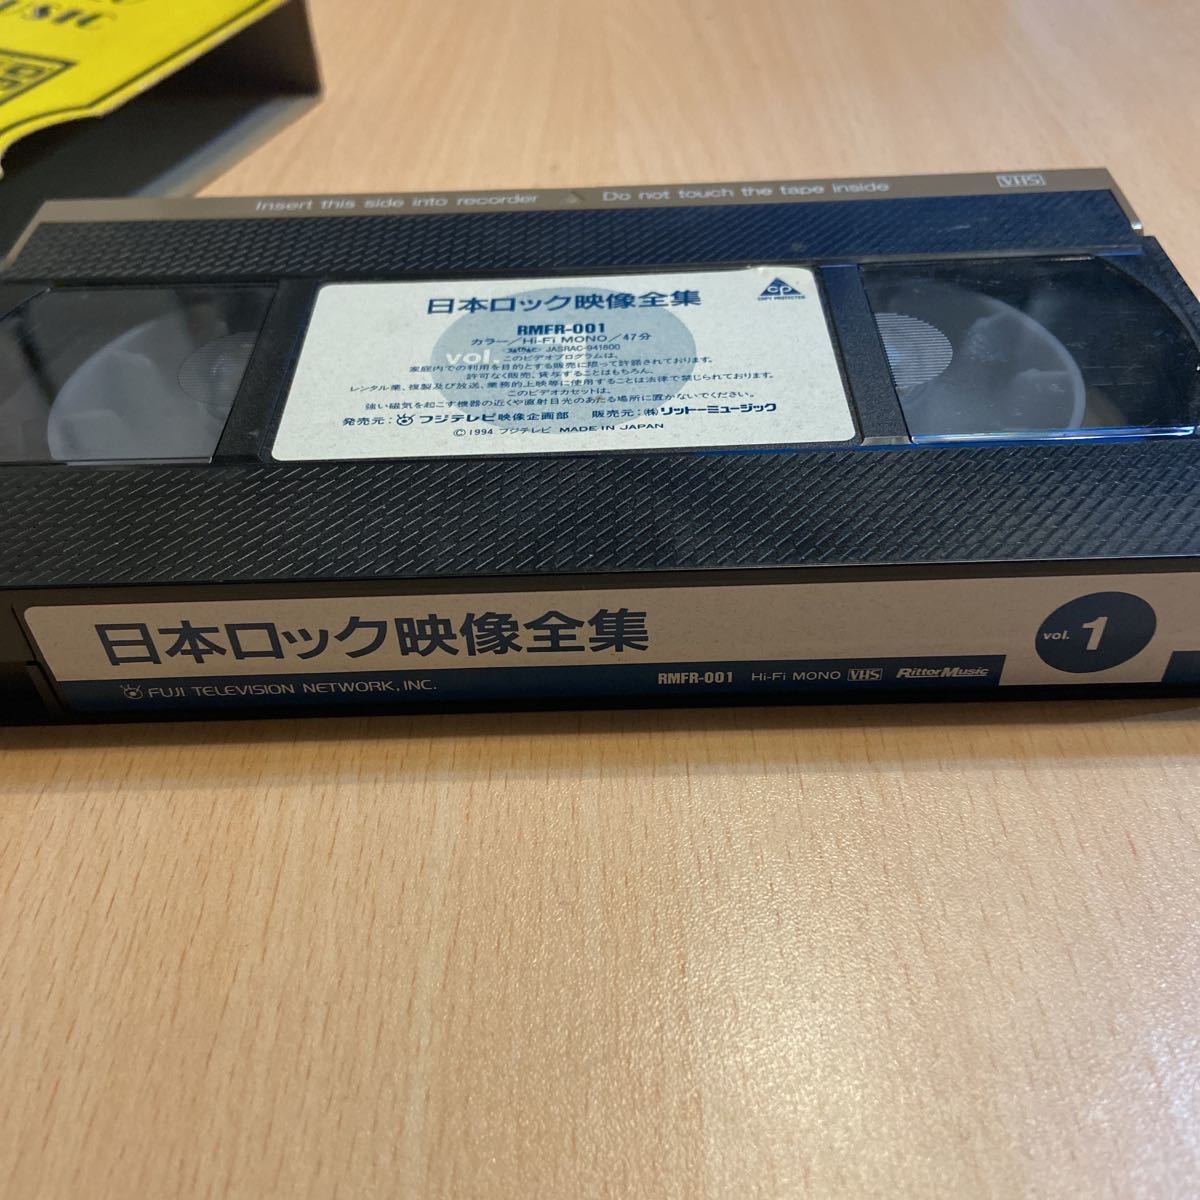 USIC
Insert this side into recorder
Do not touch the tape inside
VHS
日本ロック映像全集
CP
COPY PROTECTED
RMFR-001
カラー/Hi-Fi MONO/47分
JASRAC-941600
vol.
このビデオプログラムは、
家庭内での利用を目的とする販売に限って許諾されております。
許可なく販売、貸与することはもちろん、
レンタル業、複製及び放送、業務的上映等に使用することは法律で禁じられております。
このビデオカセットは、
強い磁気を起こす機器の近くや直射日光のあたる場所に置かないでください。
発売元: フジテレビ映像企画部 販売元:(株)リットーミュージック
©1994 フジテレビ MADE IN JAPAN
日本ロック映像全集
vol. 1
FUJI TELEVISION NETWORK, INC.
RMFR-001 Hi-Fi MONO VHS RittorMusic